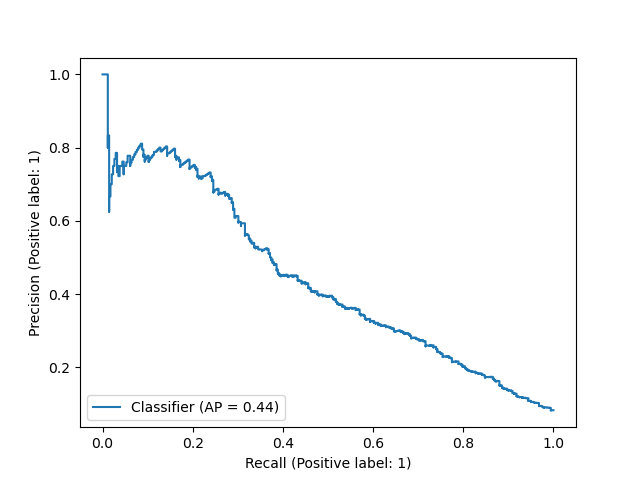 1.0
0.8
0.6
0.4
0.2
Precision (Positive label: 1)
Classifier (AP = 0.44)
0.0 0.2 0.4 0.6 0.8 1.0
Recall (Positive label: 1)